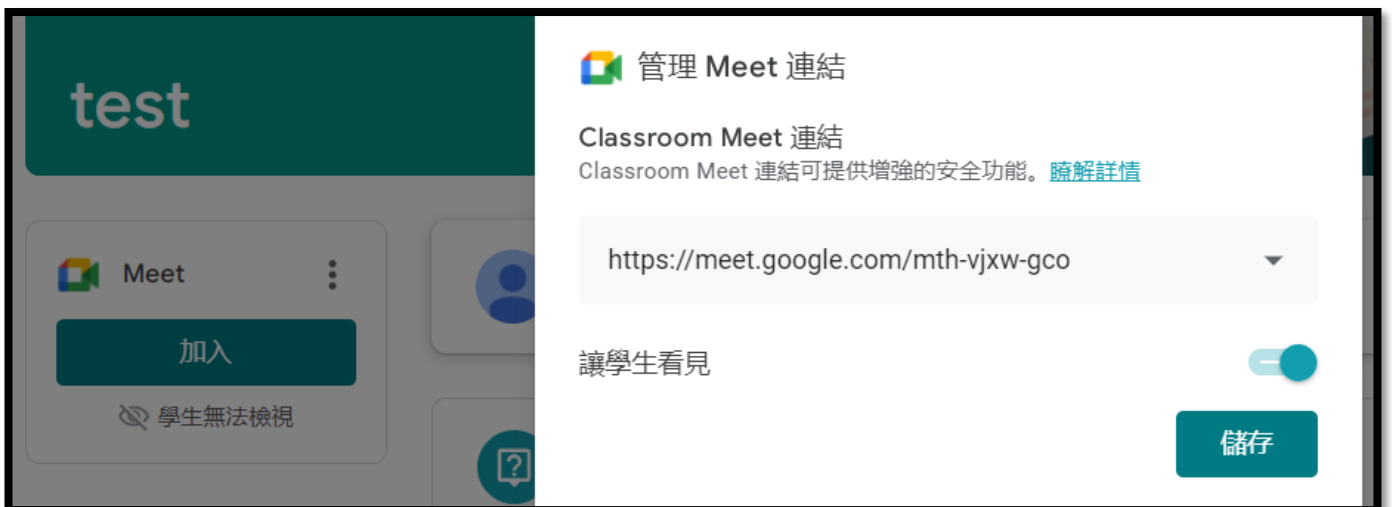 test
Meet
加入
學生無法檢視
管理 Meet 連結
Classroom Meet 連結
Classroom Meet 連結可提供增強的安全功能。瞭解詳情
https://meet.google.com/mth-vjxw-gco
讓學生看見
儲存